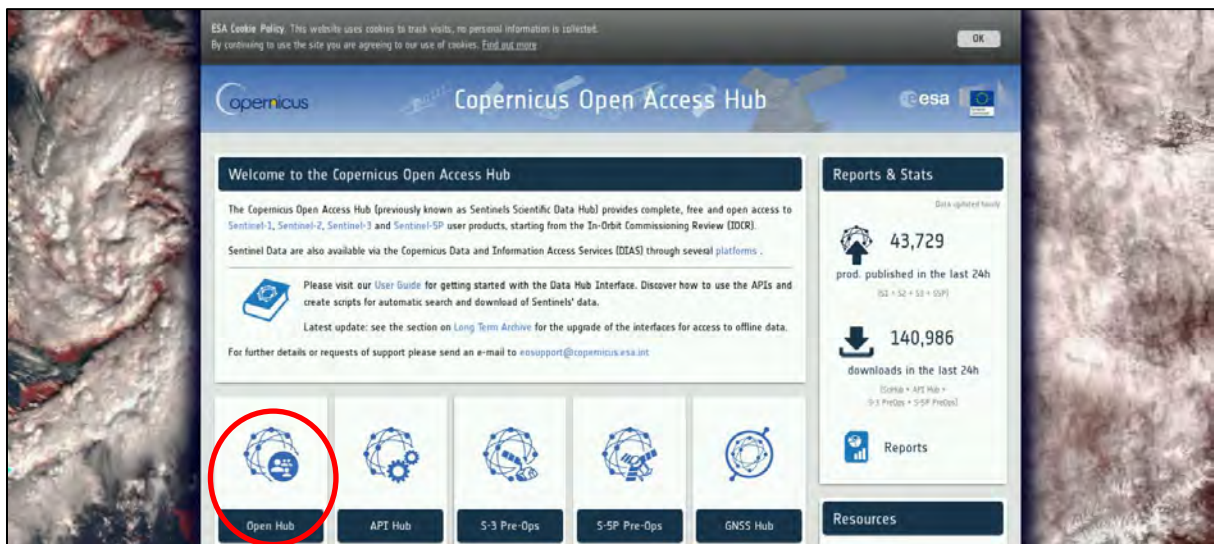 ESA Cookie Policy. This website uses cookies to track visits, no personal information is collected.
By continuing to use the site you are agreeing to our use of cookies. Find out more
OK
opernicus
Copernicus Open Access Hub
esa
Welcome to the Copernicus Open Access Hub
The Copernicus Open Access Hub (previously known as Sentinels Scientific Data Hub) provides complete, free and open access to
Sentinel-1, Sentinel-2, Sentinel-3 and Sentinel-5P user products, starting from the In-Orbit Commissioning Review (IOCR).
Sentinel Data are also available via the Copernicus Data and Information Access Services (DIAS) through several platforms .
Please visit our User Guide for getting started with the Data Hub Interface. Discover how to use the APIs and
create scripts for automatic search and download of Sentinels' data.
Latest update: see the section on Long Term Archive for the upgrade of the interfaces for access to offline data.
For further details or requests of support please send an e-mail to eosupport@copernicus.esa.int
Open Hub
API Hub
S-3 Pre-Ops
S-5P Pre-Ops
GNSS Hub
Reports & Stats
Data updated hourly
43,729
prod. published in the last 24h
(S1 + S2 + S3 + S5P)
140,986
downloads in the last 24h
(SciHub + API Hub +
S-3 PreOps + S-5P PreOps)
Reports
Resources